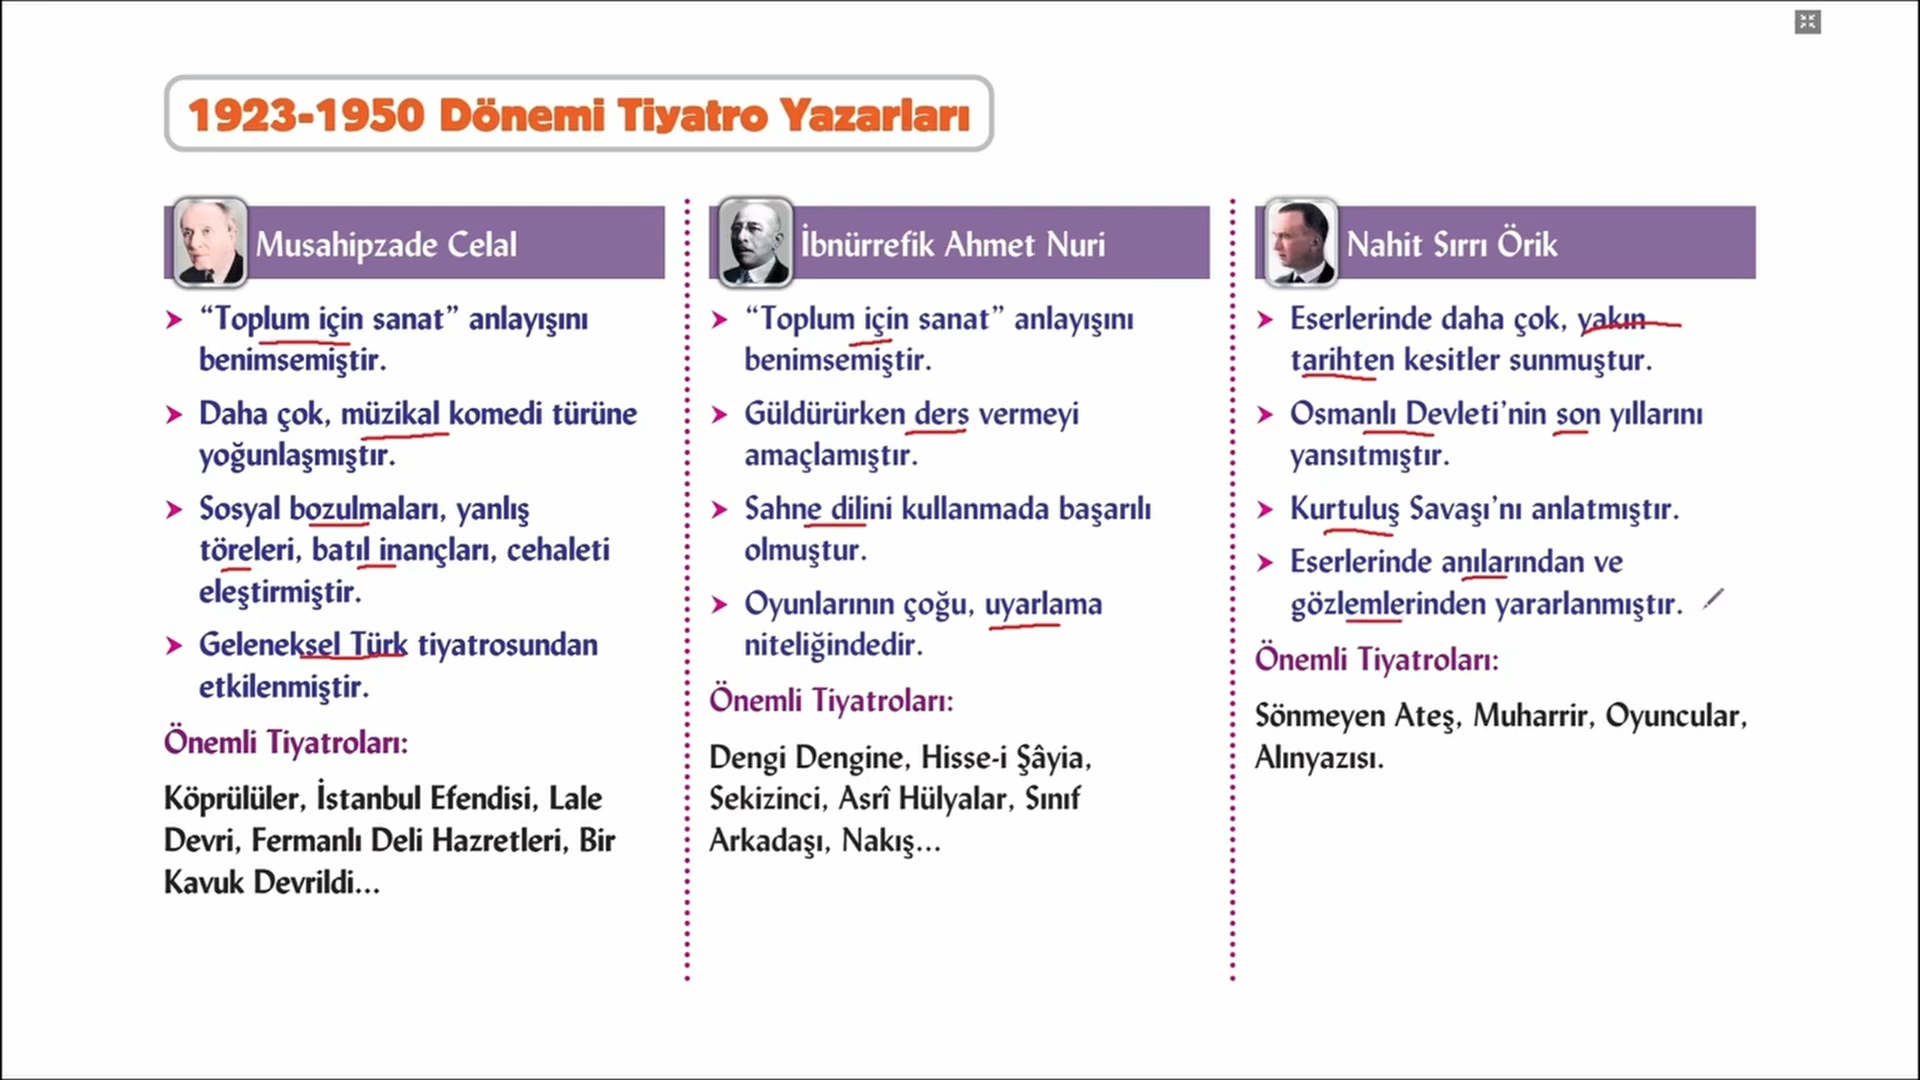 1923-1950 Dönemi Tiyatro Yazarları
Musahipzade Celal
“Toplum için sanat” anlayışını
benimsemiştir.
Daha çok, müzikal komedi türüne
yoğunlaşmıştır.
Sosyal bozulmaları, yanlış
töreleri, batıl inançları, cehaleti
eleştirmiştir.
Geleneksel Türk tiyatrosundan
etkilenmiştir.
Önemli Tiyatroları:
Köprülüler, İstanbul Efendisi, Lale
Devri, Fermanlı Deli Hazretleri, Bir
Kavuk Devrildi...
İbnürrefik Ahmet Nuri
“Toplum için sanat” anlayışını
benimsemiştir.
Güldürürken ders vermeyi
amaçlamıştır.
Sahne dilini kullanmada başarılı
olmuştur.
Oyunlarının çoğu, uyarlama
niteliğindedir.
Önemli Tiyatroları:
Dengi Dengine, Hisse-i Şâyia,
Sekizinci, Asrî Hülyalar, Sınıf
Arkadaşı, Nakış...
Nahit Sırrı Örik
Eserlerinde daha çok, yakın
tarihten kesitler sunmuştur.
Osmanlı Devleti’nin son yıllarını
yansıtmıştır.
Kurtuluş Savaşı’nı anlatmıştır.
Eserlerinde anılarından ve
gözlemlerinden yararlanmıştır.
Önemli Tiyatroları:
Sönmeyen Ateş, Muharrir, Oyuncular,
Alınyazısı.